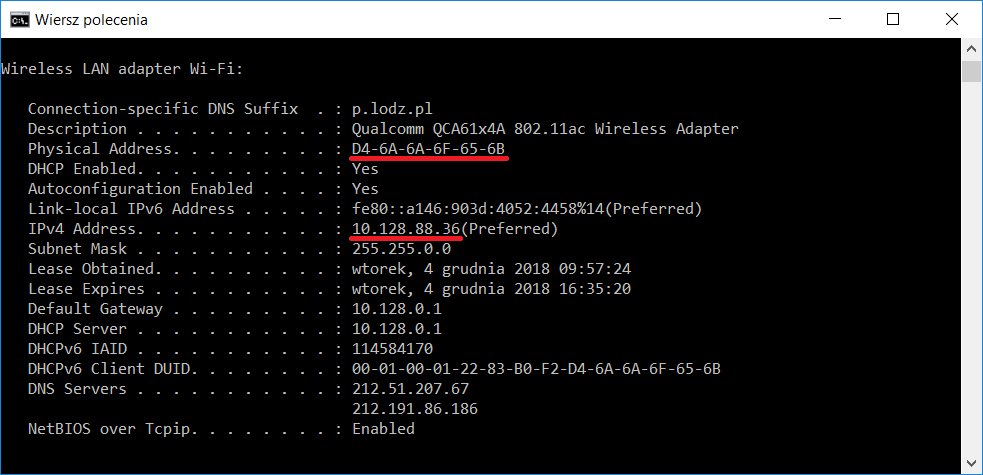 Wiersz polecenia
Wireless LAN adapter Wi-Fi:
Connection-specific DNS Suffix  . : p.lodz.pl
Description . . . . . . . . . . . : Qualcomm QCA61x4A 802.11ac Wireless Adapter
Physical Address. . . . . . . . . : D4-6A-6A-6F-65-6B
DHCP Enabled. . . . . . . . . . . : Yes
Autoconfiguration Enabled . . . . : Yes
Link-local IPv6 Address . . . . . : fe80::a146:903d:4052:4458%14(Preferred)
IPv4 Address. . . . . . . . . . . : 10.128.88.36(Preferred)
Subnet Mask . . . . . . . . . . . : 255.255.0.0
Lease Obtained. . . . . . . . . . : wtorek, 4 grudnia 2018 09:57:24
Lease Expires . . . . . . . . . . : wtorek, 4 grudnia 2018 16:35:20
Default Gateway . . . . . . . . . : 10.128.0.1
DHCP Server . . . . . . . . . . . : 10.128.0.1
DHCPv6 IAID . . . . . . . . . . . : 114584170
DHCPv6 Client DUID. . . . . . . . : 00-01-00-01-22-83-B0-F2-D4-6A-6A-6F-65-6B
DNS Servers . . . . . . . . . . . : 212.51.207.67
212.191.86.186
NetBIOS over Tcpip. . . . . . . . : Enabled